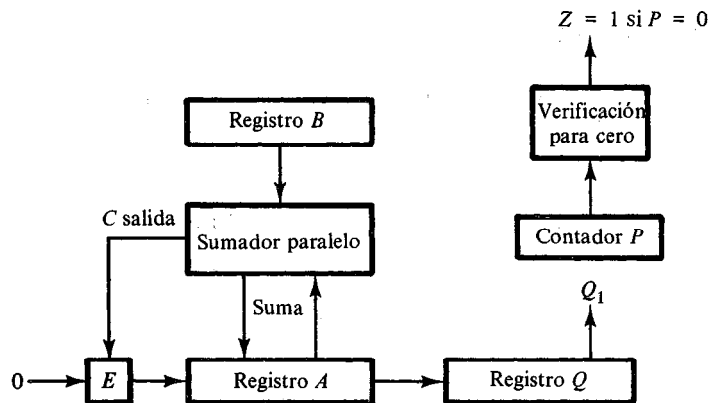 Z = 1 si P = 0
Verificación
para cero
Registro B
C salida
Sumador paralelo
Contador P
Suma
Q1
0
E
Registro A
Registro Q